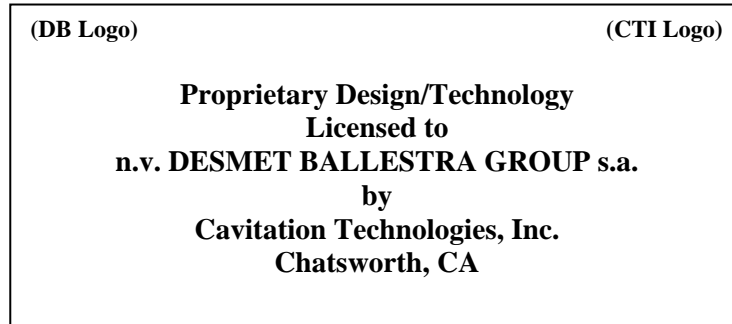 (DB Logo) (CTI Logo)
Proprietary Design/Technology
Licensed to
n.v. DESMET BALLESTRA GROUP s.a.
by
Cavitation Technologies, Inc.
Chatsworth, CA